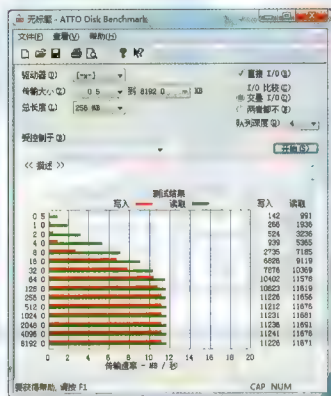 无标题 - ATTO Disk Benchmark
文件(F) 查看(V) 帮助(H)
驱动器(D) [-x-] ✓ 直接 I/O(R)
传输大小(Z) 0.5 到 8192.0 KB I/O 比较(C)
总长度(L) 256 MB 交叠 I/O(O)
两者都不(N)
队列深度(Q) 4
受控制于(B)
开始(S)
<< 描述 >>
测试结果
写入 读取 写入 读取
0.5 142 991
1.0 266 1936
2.0 524 3236
4.0 939 5365
8.0 2735 7185
16.0 6826 9119
32.0 7876 10369
64.0 10402 11576
128.0 10823 11619
256.0 11226 11656
512.0 11212 11676
1024.0 11231 11681
2048.0 11236 11691
4096.0 11241 11676
8192.0 11226 11671
0 2 4 6 8 10 12 14 16 18 20
传输速率 - MB / 秒
要获得帮助, 请按 F1 CAP NUM